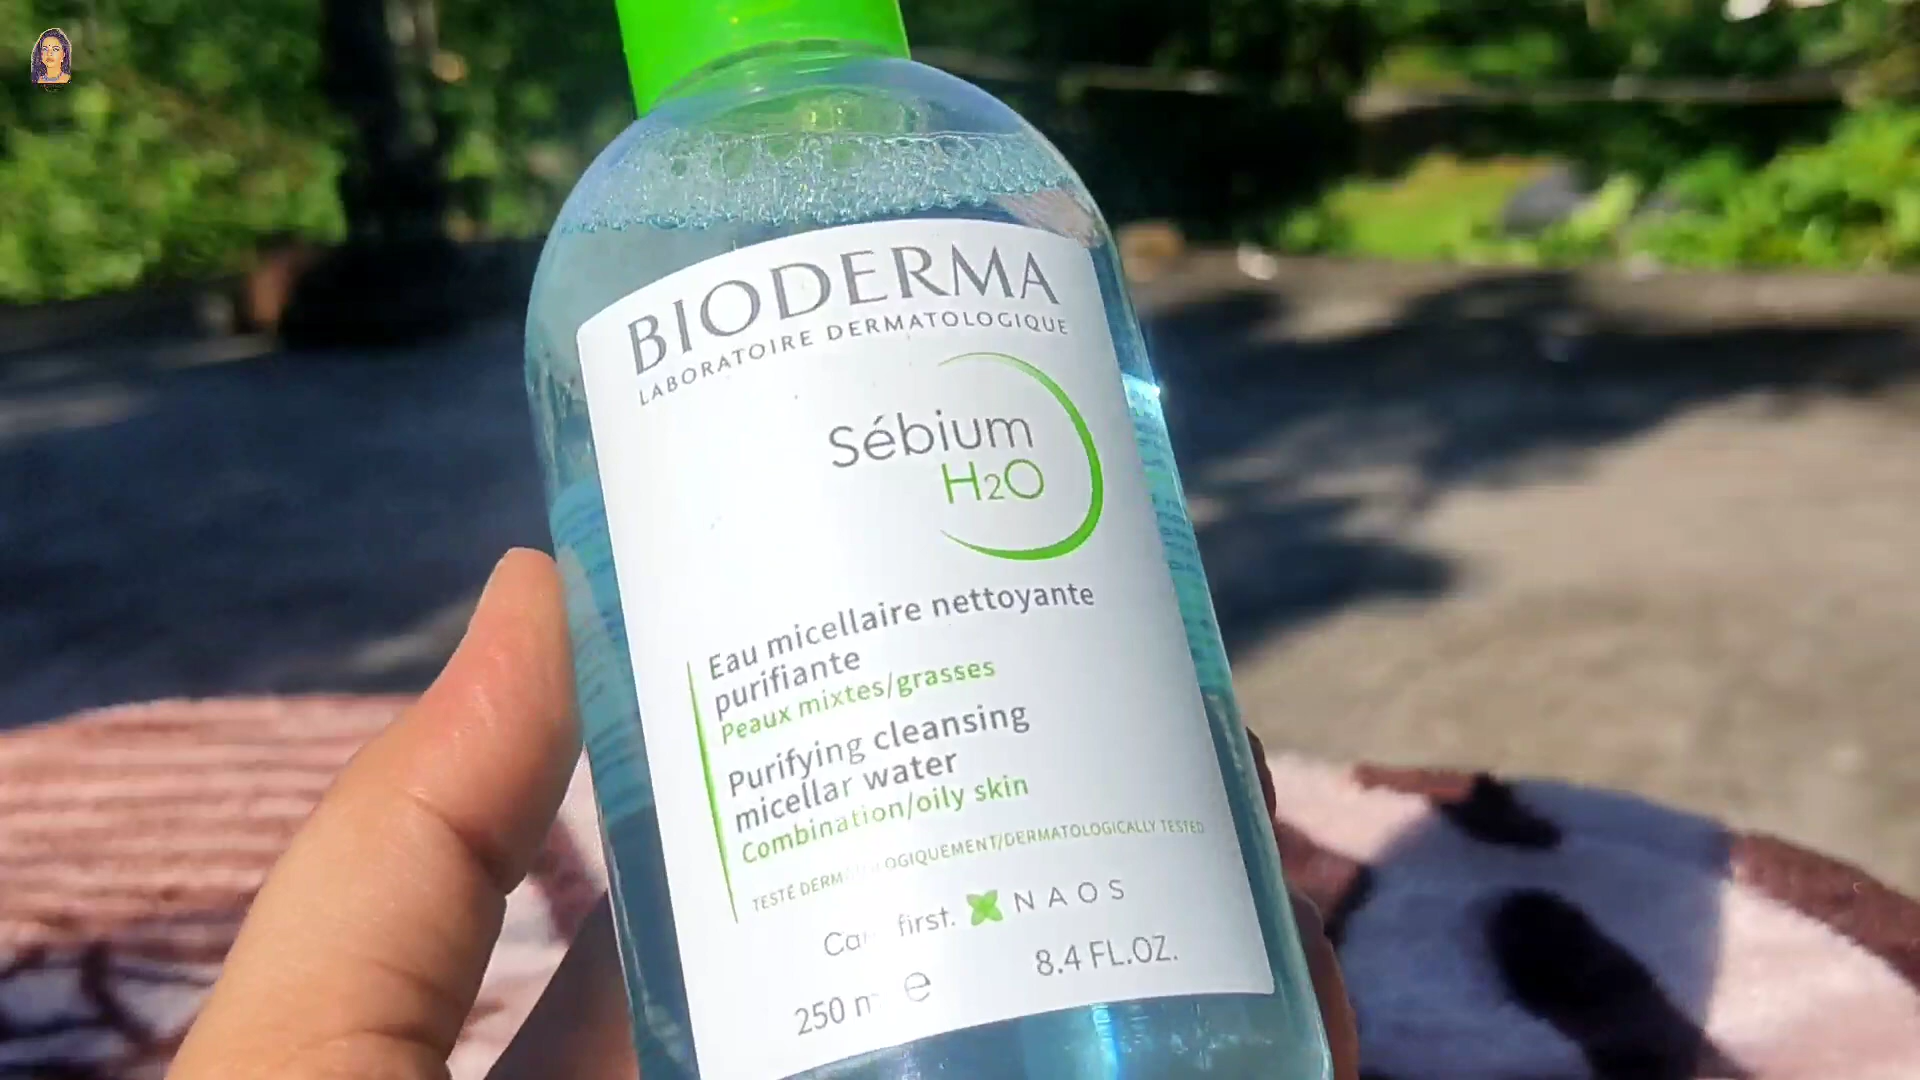 BIODERMA
LABORATOIRE DERMATOLOGIQUE
Sébium
H2O
Eau micellaire nettoyante
purifiante
Peaux mixtes/grasses
Purifying cleansing
micellar water
Combination/oily skin
DERMATOLOGICALLY TESTED
first. NAOS
250 ℮ 8.4 FL.OZ.